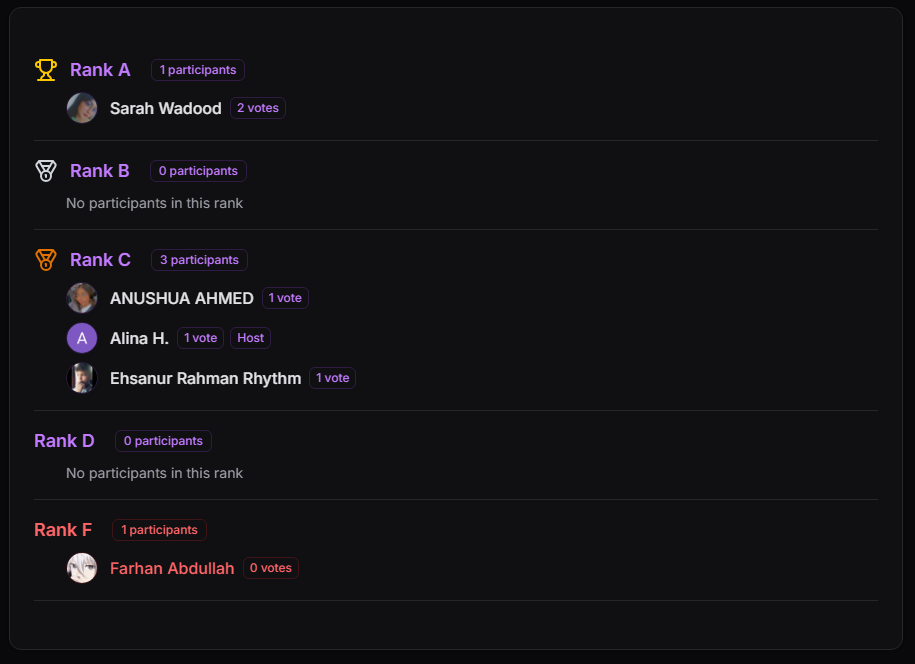 Rank A 1 participants
Sarah Wadood 2 votes
Rank B 0 participants
No participants in this rank
Rank C 3 participants
ANUSHUA AHMED 1 vote
A Alina H. 1 vote Host
Ehsanur Rahman Rhythm 1 vote
Rank D 0 participants
No participants in this rank
Rank F 1 participants
Farhan Abdullah 0 votes